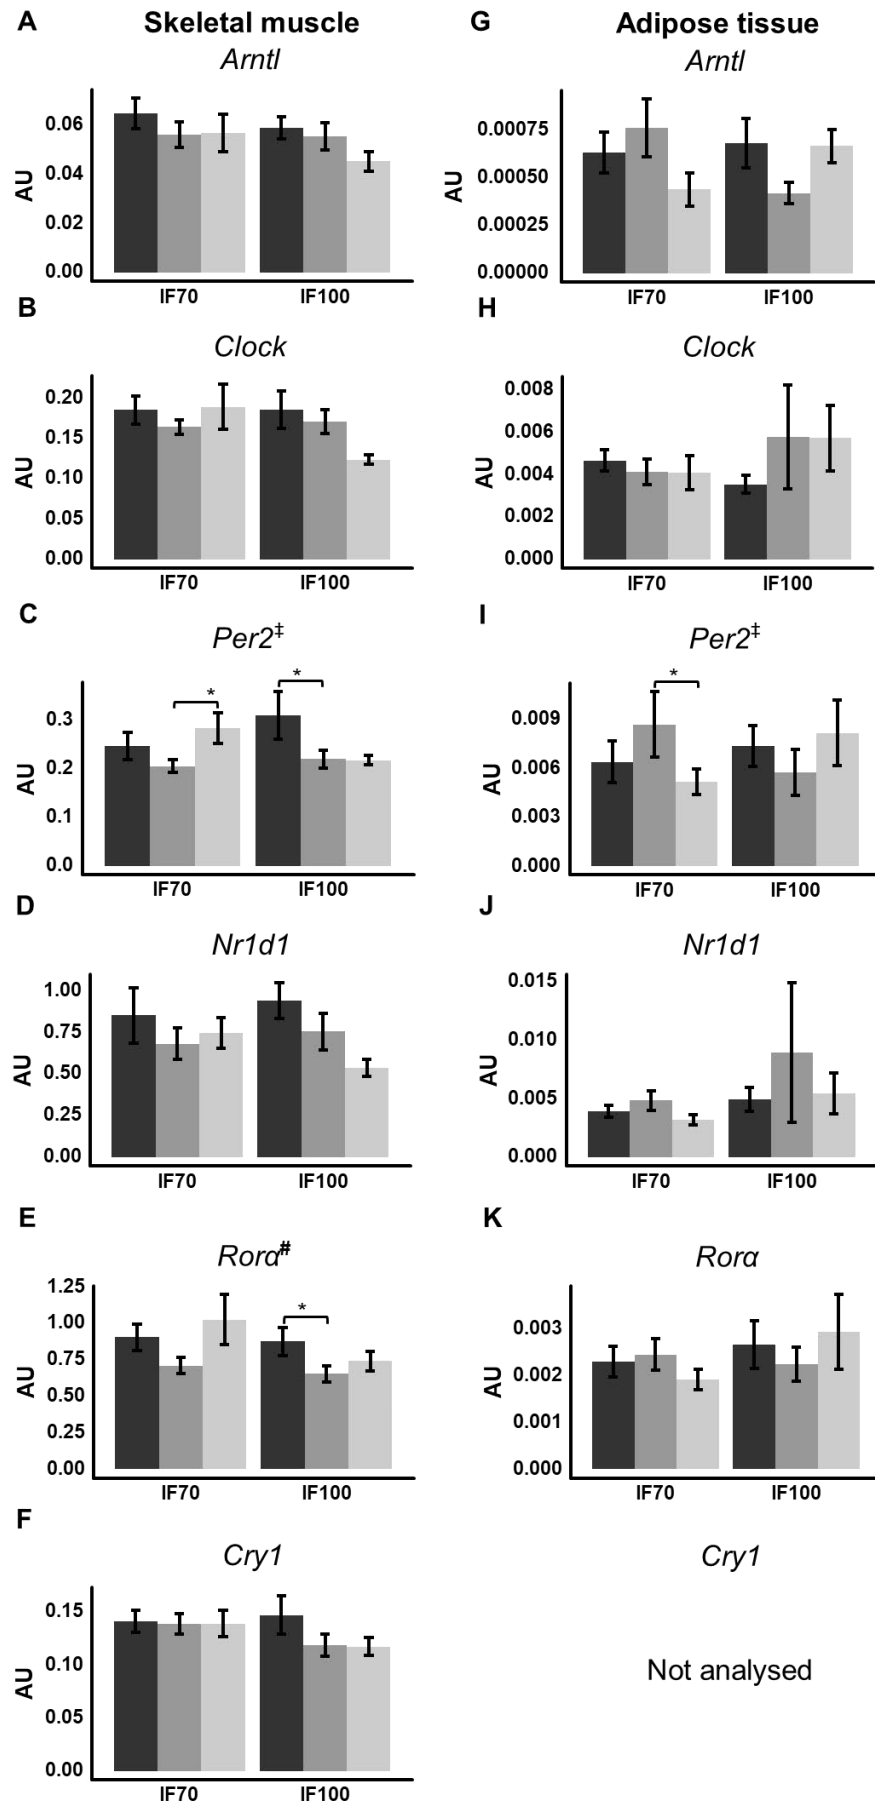 A Skeletal muscle
Arntl
0.06
0.04
0.02
0.00
AU
IF70 IF100
B
Clock
0.20
0.15
0.10
0.05
0.00
AU
IF70 IF100
C
Per2‡
* *
0.3
0.2
0.1
0.0
AU
IF70 IF100
D
Nr1d1
1.00
0.75
0.50
0.25
0.00
AU
IF70 IF100
E
Rorα#
*
1.25
1.00
0.75
0.50
0.25
0.00
AU
IF70 IF100
F
Cry1
0.15
0.10
0.05
0.00
AU
IF70 IF100
G Adipose tissue
Arntl
0.00075
0.00050
0.00025
0.00000
AU
IF70 IF100
H
Clock
0.008
0.006
0.004
0.002
0.000
AU
IF70 IF100
I
Per2‡
*
0.009
0.006
0.003
0.000
AU
IF70 IF100
J
Nr1d1
0.015
0.010
0.005
0.000
AU
IF70 IF100
K
Rorα
0.003
0.002
0.001
0.000
AU
IF70 IF100
Cry1
Not analysed